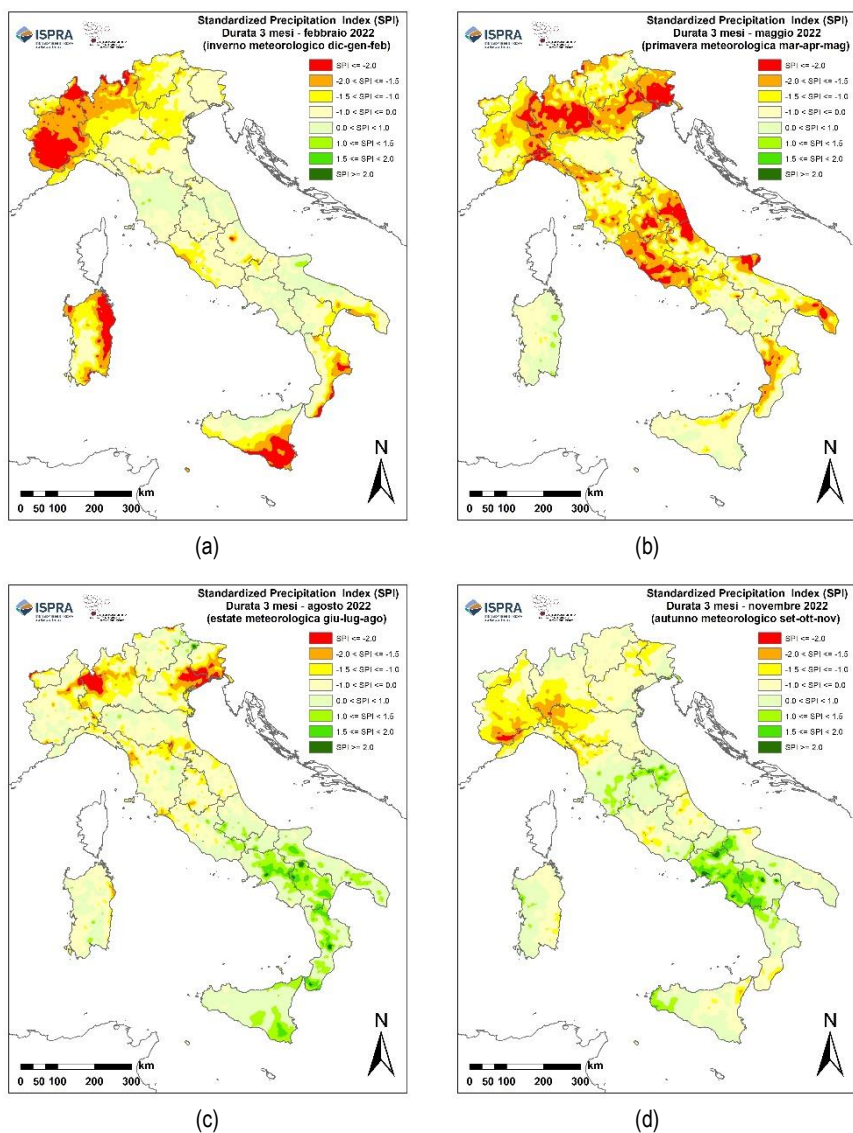 ISPRA
Standardized Precipitation Index (SPI)
Durata 3 mesi - febbraio 2022
(inverno meteorologico dic-gen-feb)
SPI <= -2.0
-2.0 < SPI <= -1.5
-1.5 < SPI <= -1.0
-1.0 < SPI <= 0.0
0.0 < SPI < 1.0
1.0 <= SPI < 1.5
1.5 <= SPI < 2.0
SPI >= 2.0
N
km
0 50 100 200 300
(a)
ISPRA
Standardized Precipitation Index (SPI)
Durata 3 mesi - maggio 2022
(primavera meteorologica mar-apr-mag)
SPI <= -2.0
-2.0 < SPI <= -1.5
-1.5 < SPI <= -1.0
-1.0 < SPI <= 0.0
0.0 < SPI < 1.0
1.0 <= SPI < 1.5
1.5 <= SPI < 2.0
SPI >= 2.0
N
km
0 50 100 200 300
(b)
ISPRA
Standardized Precipitation Index (SPI)
Durata 3 mesi - agosto 2022
(estate meteorologica giu-lug-ago)
SPI <= -2.0
-2.0 < SPI <= -1.5
-1.5 < SPI <= -1.0
-1.0 < SPI <= 0.0
0.0 < SPI < 1.0
1.0 <= SPI < 1.5
1.5 <= SPI < 2.0
SPI >= 2.0
N
km
0 50 100 200 300
(c)
ISPRA
Standardized Precipitation Index (SPI)
Durata 3 mesi - novembre 2022
(autunno meteorologico set-ott-nov)
SPI <= -2.0
-2.0 < SPI <= -1.5
-1.5 < SPI <= -1.0
-1.0 < SPI <= 0.0
0.0 < SPI < 1.0
1.0 <= SPI < 1.5
1.5 <= SPI < 2.0
SPI >= 2.0
N
km
0 50 100 200 300
(d)